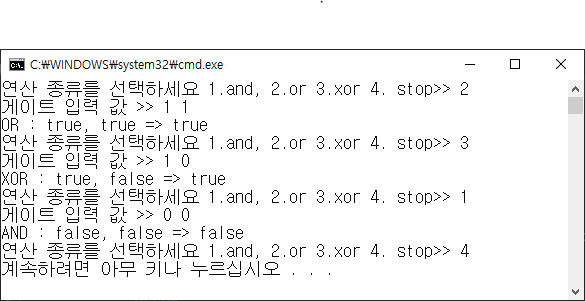 C:₩WINDOWS₩system32₩cmd.exe
연산 종류를 선택하세요 1.and, 2.or 3.xor 4. stop>> 2
게이트 입력 값 >> 1 1
OR : true, true => true
연산 종류를 선택하세요 1.and, 2.or 3.xor 4. stop>> 3
게이트 입력 값 >> 1 0
XOR : true, false => true
연산 종류를 선택하세요 1.and, 2.or 3.xor 4. stop>> 1
게이트 입력 값 >> 0 0
AND : false, false => false
연산 종류를 선택하세요 1.and, 2.or 3.xor 4. stop>> 4
계속하려면 아무 키나 누르십시오 . . .